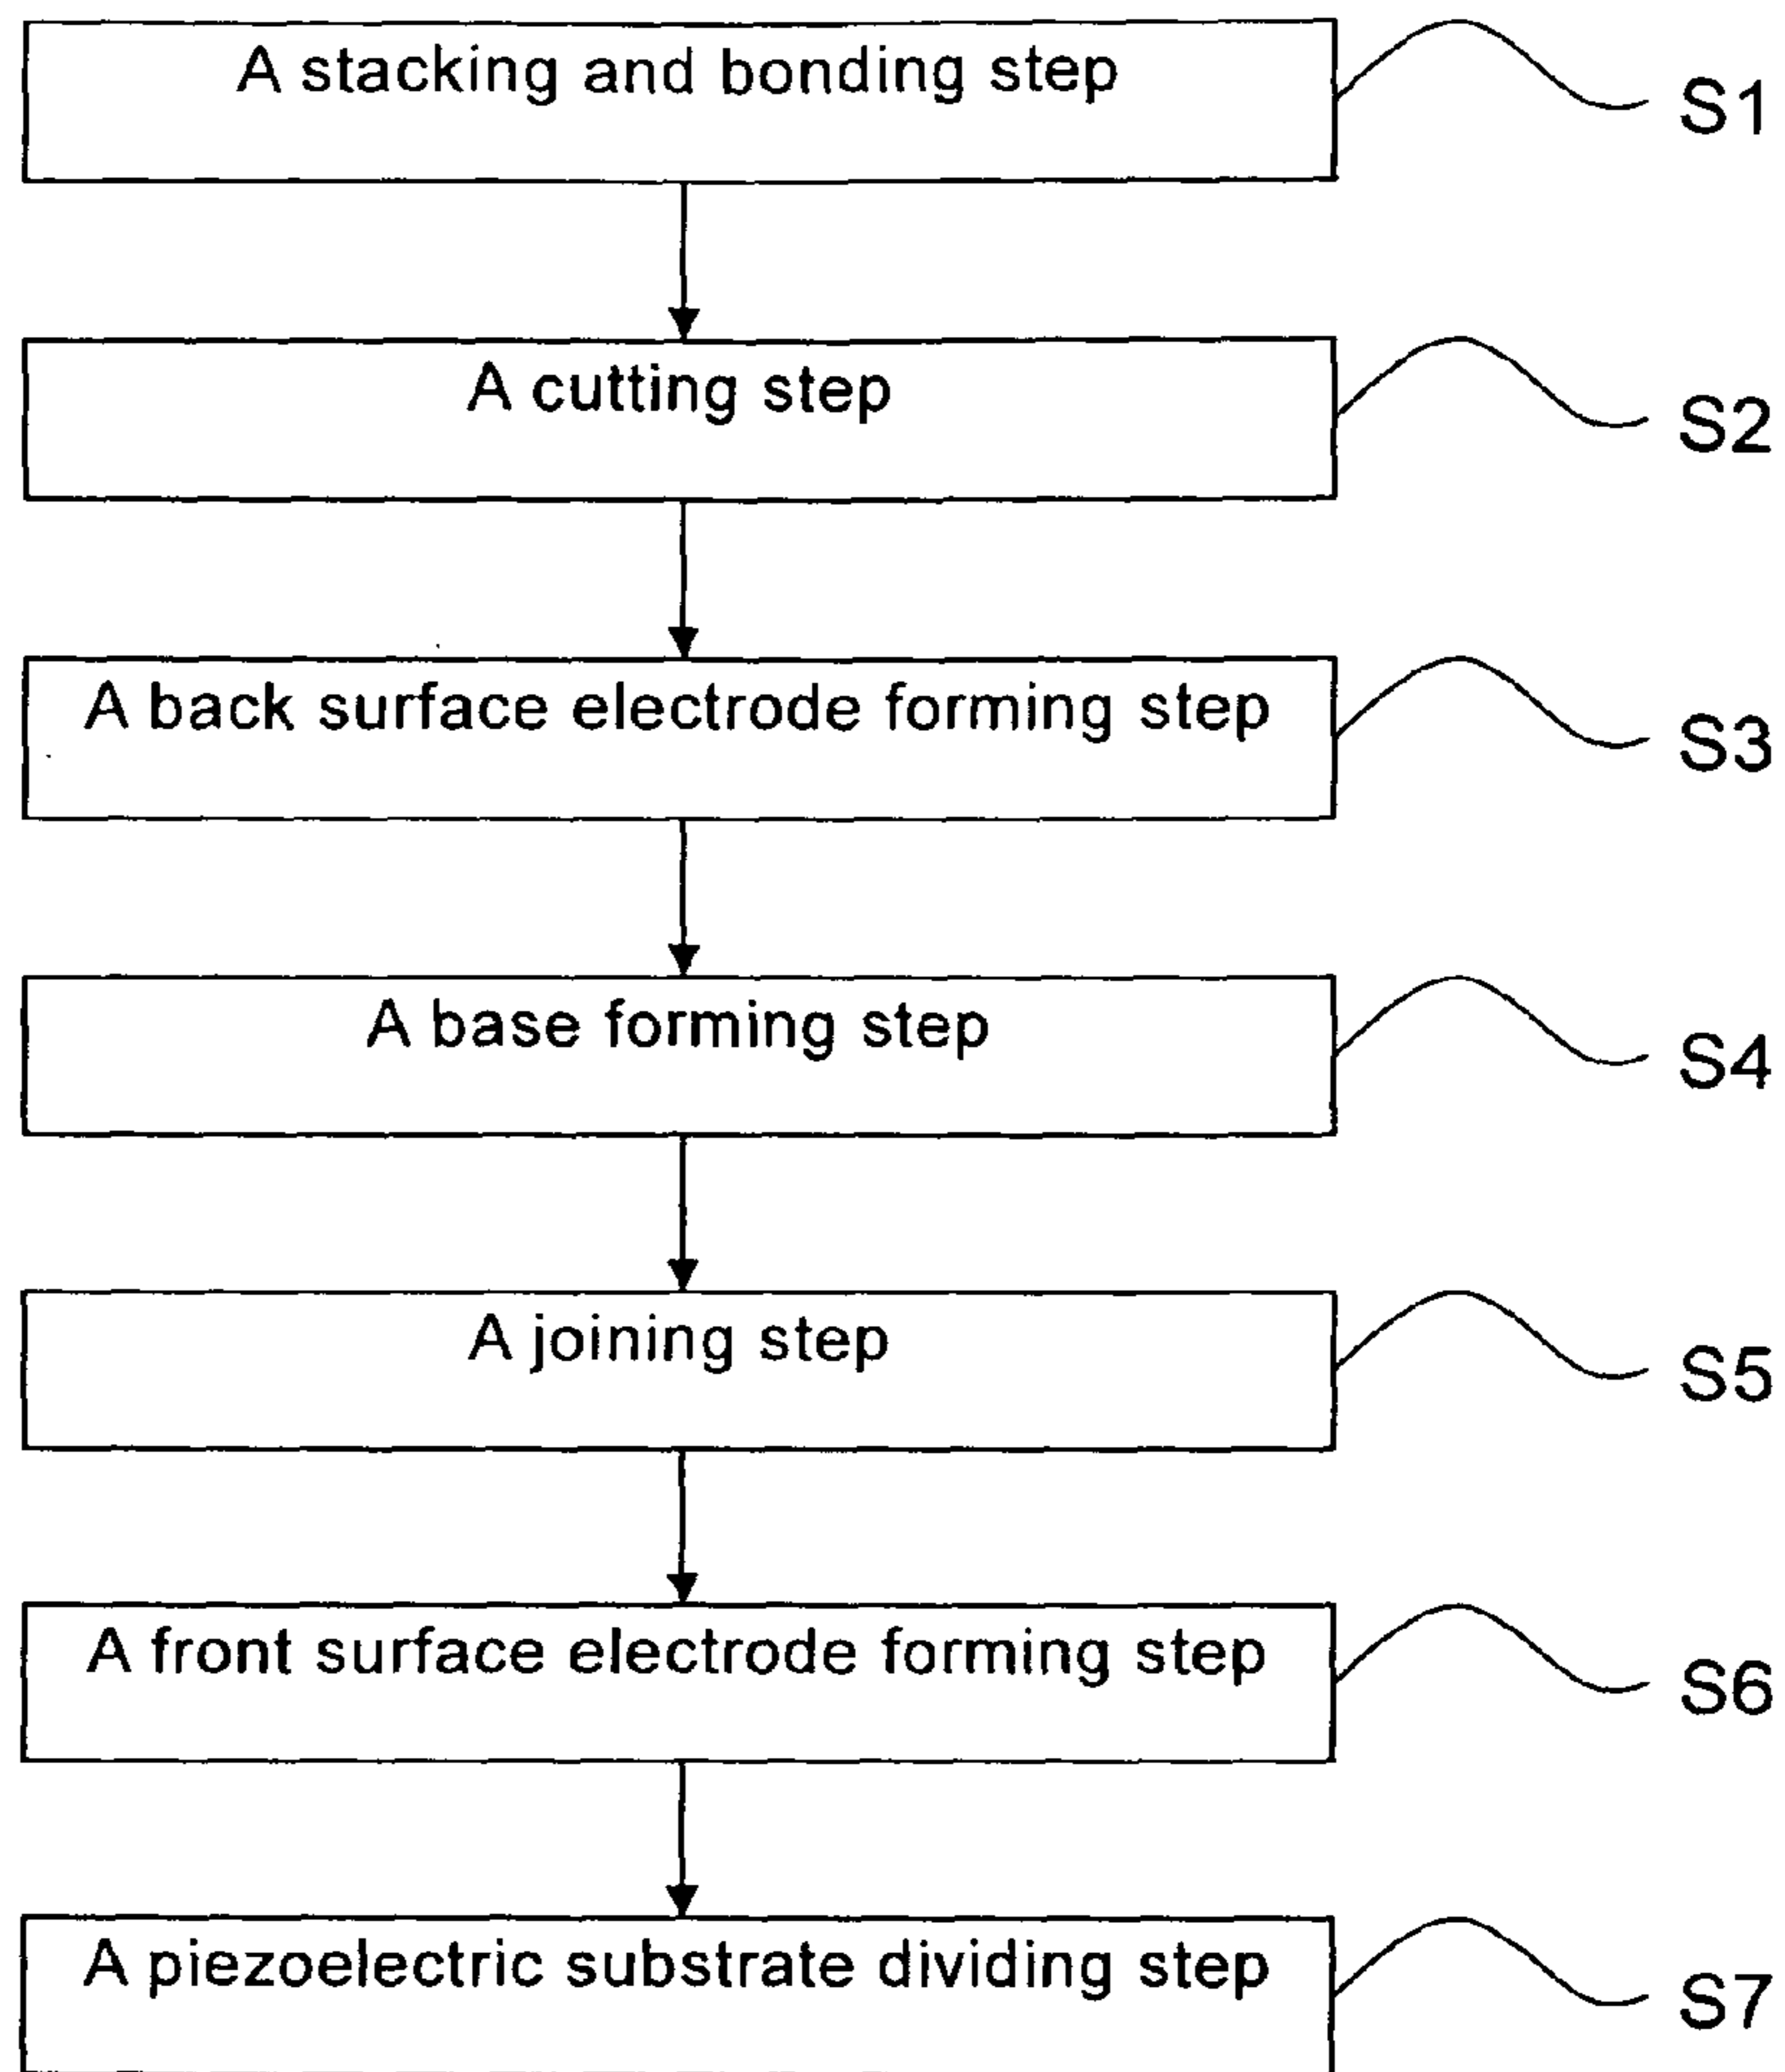 A stacking and bonding step
S1
A cutting step
S2
A back surface electrode forming step
S3
A base forming step
S4
A joining step
S5
A front surface electrode forming step
S6
A piezoelectric substrate dividing step
S7